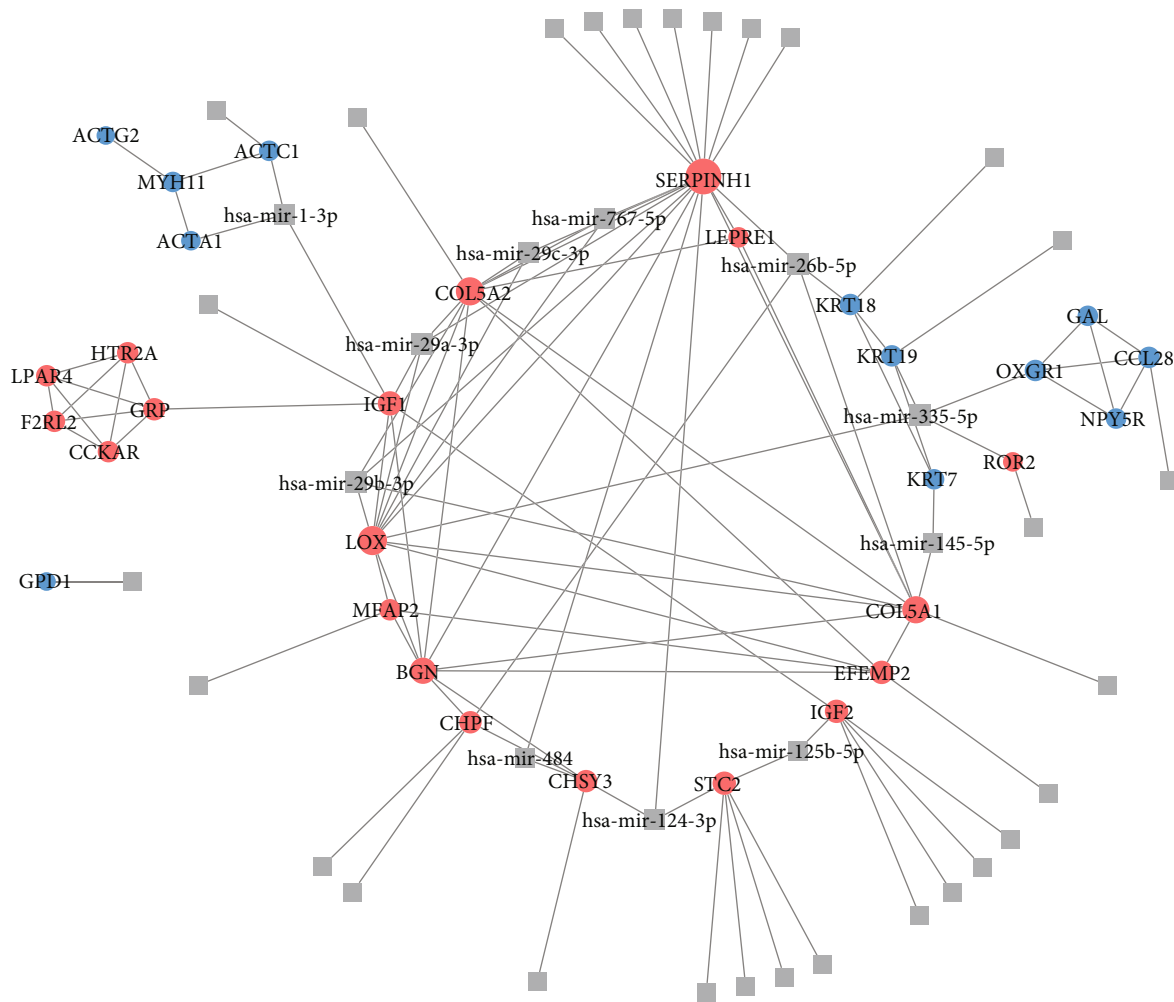 ACTG2
ACTC1
MYH11
SERPINH1
hsa-mir-1-3p
hsa-mir-767-5p
ACTA1
LEPRE1
hsa-mir-29c-3p
hsa-mir-26b-5p
COL5A2
KRT18
GAL
hsa-mir-29a-3p
HTR2A
KRT19
CCL28
OXGR1
LPAR4
IGF1
GRP
hsa-mir-335-5p
NPY5R
F2RL2
CCKAR
ROR2
hsa-mir-29b-3p
KRT7
LOX
hsa-mir-145-5p
GPD1
MFAP2
COL5A1
BGN
EFEMP2
IGF2
CHPF
hsa-mir-125b-5p
hsa-mir-484
CHSY3
STC2
hsa-mir-124-3p